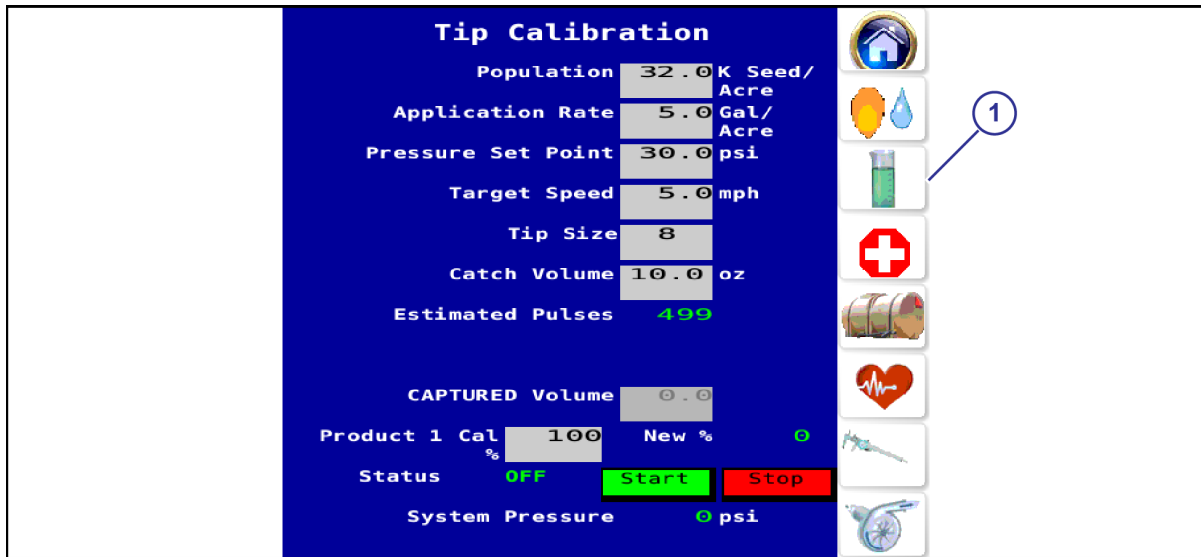 Tip Calibration
Population 32.0 K Seed/
Acre
Application Rate 5.0 Gal/
Acre
Pressure Set Point 30.0 psi
Target Speed 5.0 mph
Tip Size 8
Catch Volume 10.0 oz
Estimated Pulses 499
CAPTURED Volume 0.0
Product 1 Cal 100 New % 0
%
Status OFF Start Stop
System Pressure 0 psi
1